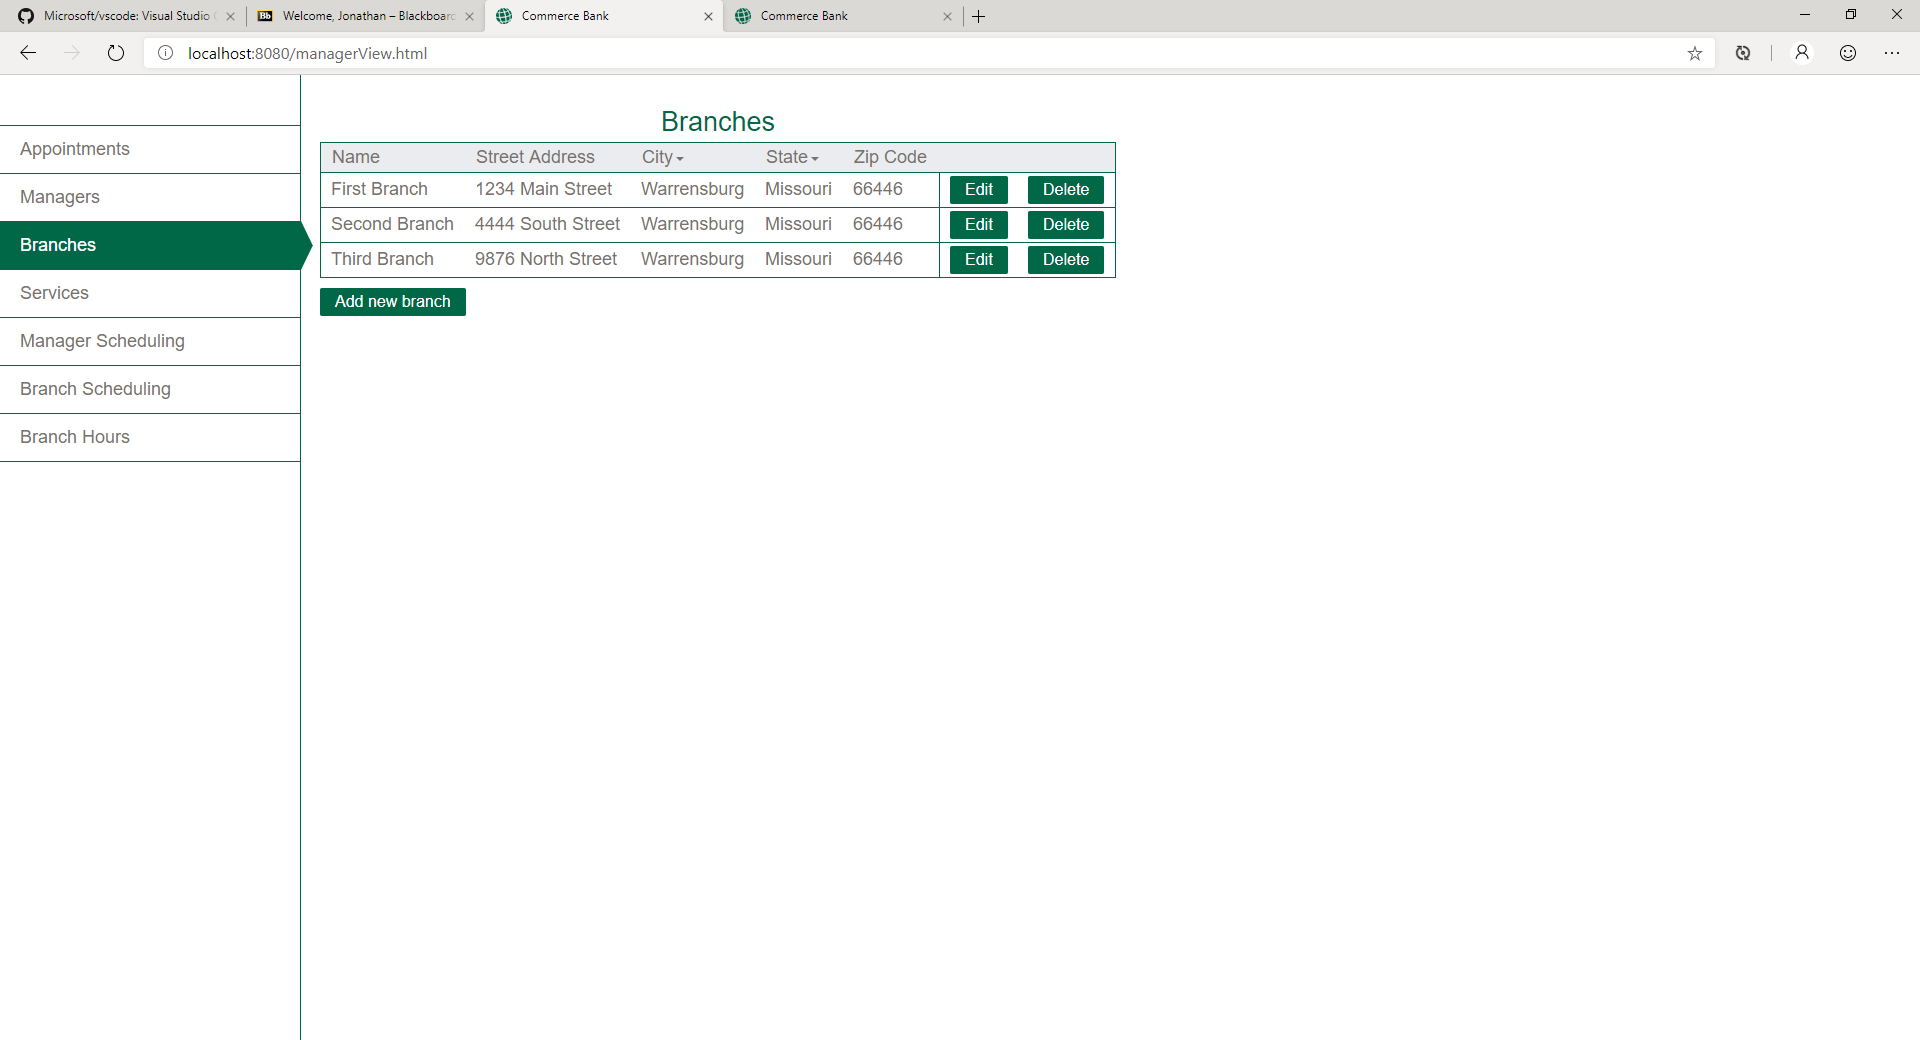 Microsoft/vscode: Visual Studio
Bb Welcome, Jonathan – Blackboard
Commerce Bank
Commerce Bank
localhost:8080/managerView.html
Appointments
Managers
Branches
Services
Manager Scheduling
Branch Scheduling
Branch Hours
Branches
Name Street Address City State Zip Code
First Branch 1234 Main Street Warrensburg Missouri 66446 Edit Delete
Second Branch 4444 South Street Warrensburg Missouri 66446 Edit Delete
Third Branch 9876 North Street Warrensburg Missouri 66446 Edit Delete
Add new branch